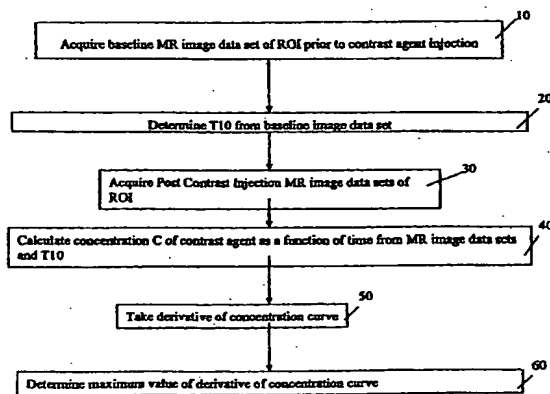 10
Acquire baseline MR image data set of ROI prior to contrast agent injection
20
Determine T10 from baseline image data set
30
Acquire Post Contrast Injection MR image data sets of
ROI
40
Calculate concentration C of contrast agent as a function of time from MR image data sets
and T10
50
Take derivative of concentration curve
60
Determine maximum value of derivative of concentration curve